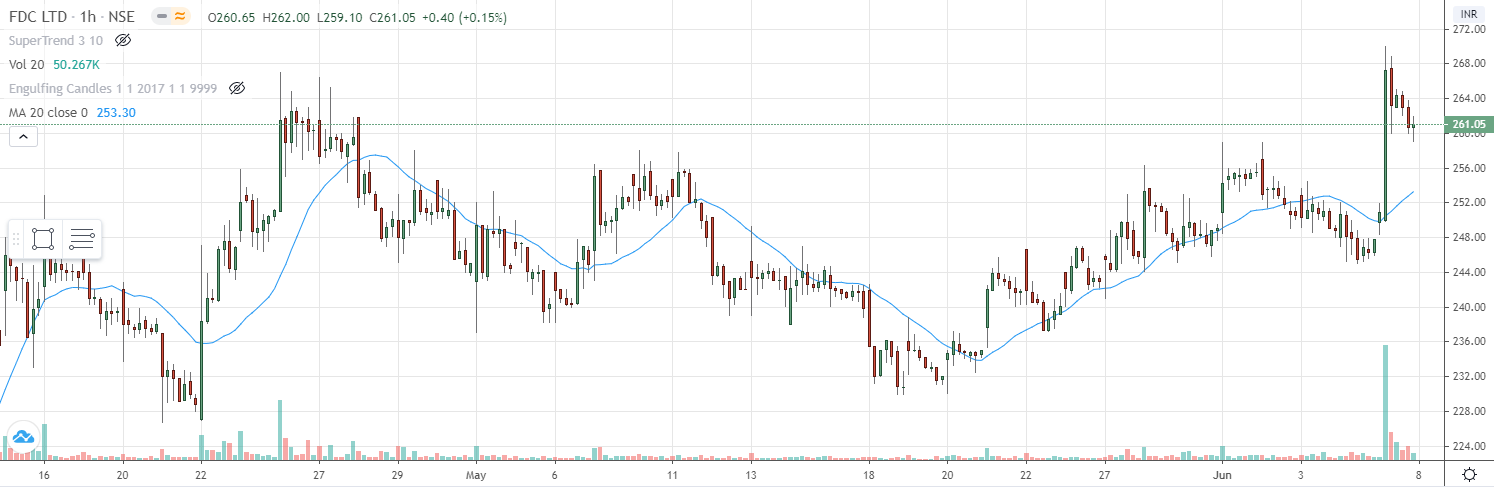 FDC LTD · 1h · NSE O260.65 H262.00 L259.10 C261.05 +0.40 (+0.15%)
SuperTrend 3 10
Vol 20 50.267K
Engulfing Candles 1 1 2017 1 1 9999
MA 20 close 0 253.30
INR
272.00
268.00
264.00
261.05
260.00
256.00
252.00
248.00
244.00
240.00
236.00
232.00
228.00
224.00
16 20 22 27 29 May 6 11 13 18 20 22 27 Jun 3 8